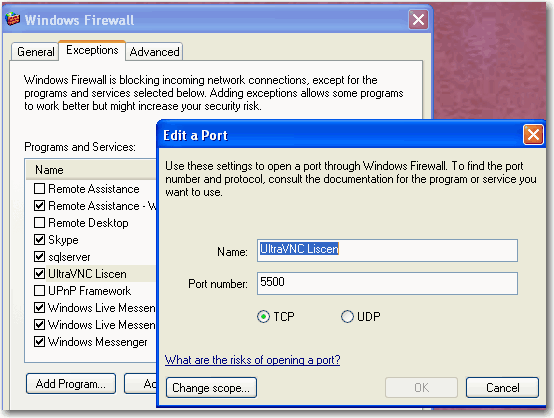 Windows Firewall
General
Exceptions
Advanced
Windows Firewall is blocking incoming network connections, except for the
programs and services selected below. Adding exceptions allows some programs
to work better but might increase your security risk.
Programs and Services:
Name
Remote Assistance
Remote Assistance - W
Remote Desktop
Skype
sqlserver
UltraVNC Liscen
UPnP Framework
Windows Live Messen
Windows Live Messen
Windows Messenger
Add Program...
Ad
Edit a Port
Use these settings to open a port through Windows Firewall. To find the port
number and protocol, consult the documentation for the program or service you
want to use.
Name:
UltraVNC Liscen
Port number:
5500
TCP
UDP
What are the risks of opening a port?
Change scope...
OK
Cancel